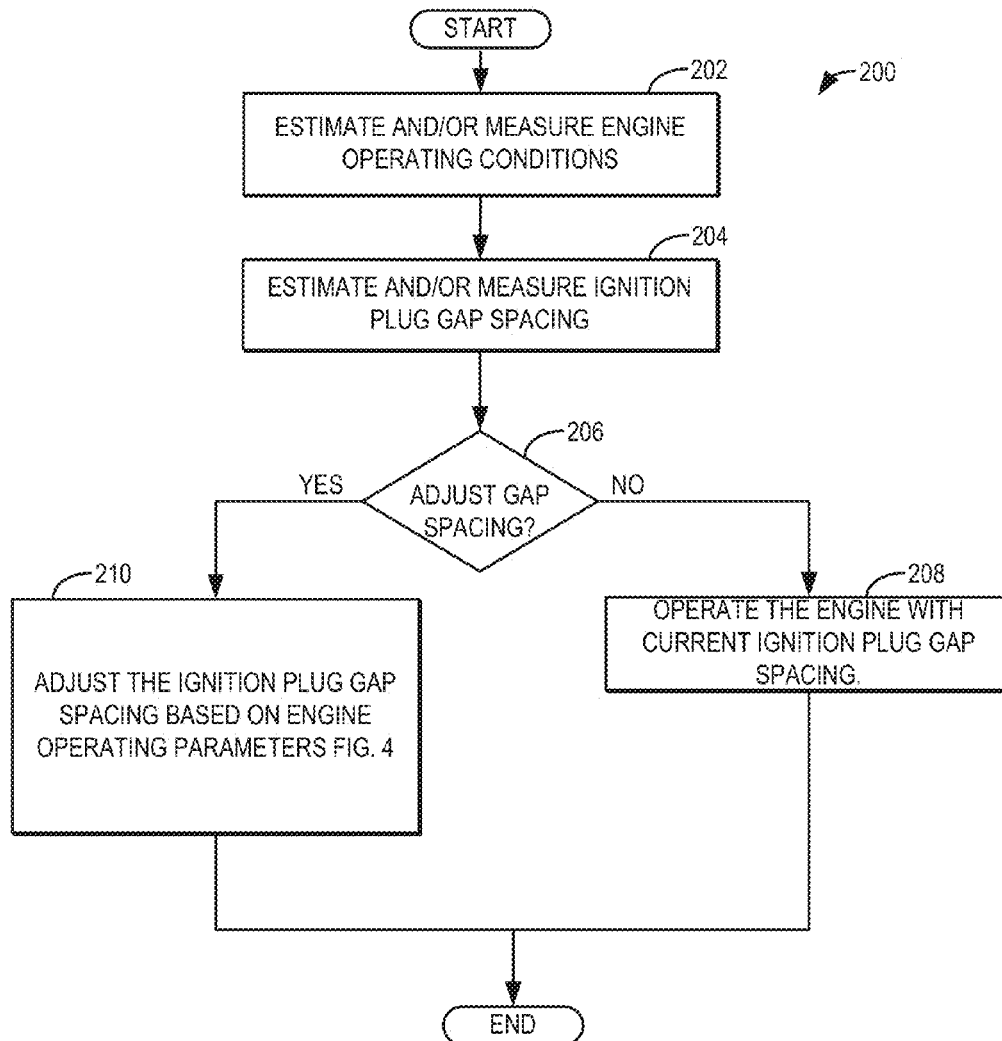 START
200
202
ESTIMATE AND/OR MEASURE ENGINE
OPERATING CONDITIONS
204
ESTIMATE AND/OR MEASURE IGNITION
PLUG GAP SPACING
206
YES
ADJUST GAP
SPACING?
NO
210
ADJUST THE IGNITION PLUG GAP
SPACING BASED ON ENGINE
OPERATING PARAMETERS FIG. 4
208
OPERATE THE ENGINE WITH
CURRENT IGNITION PLUG GAP
SPACING.
END